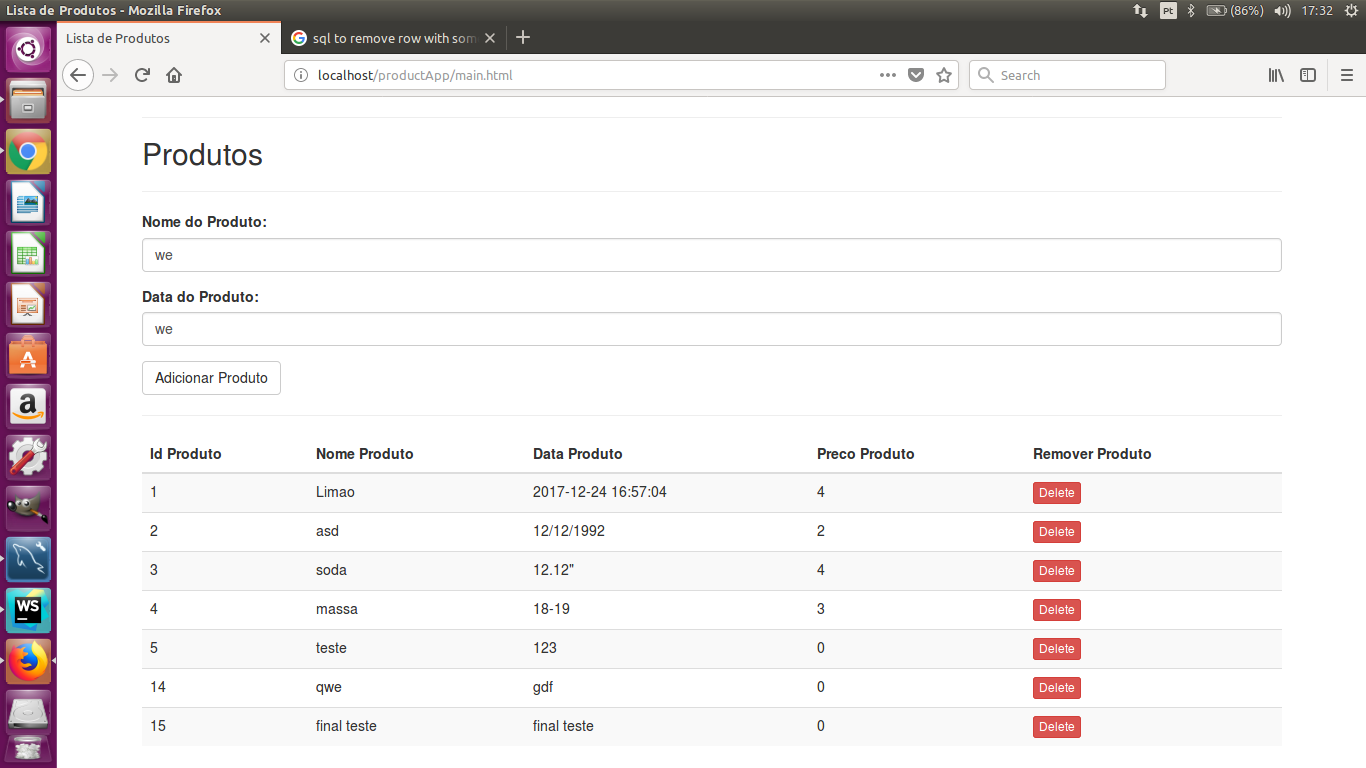 Lista de Produtos - Mozilla Firefox
Pt (86%) 17:32
Lista de Produtos sql to remove row with som
localhost/productApp/main.html Search
Produtos
Nome do Produto:
we
Data do Produto:
we
Adicionar Produto
Id Produto Nome Produto Data Produto Preco Produto Remover Produto
1 Limao 2017-12-24 16:57:04 4 Delete
2 asd 12/12/1992 2 Delete
3 soda 12.12" 4 Delete
4 massa 18-19 3 Delete
5 teste 123 0 Delete
14 qwe gdf 0 Delete
15 final teste final teste 0 Delete
A
a
WS